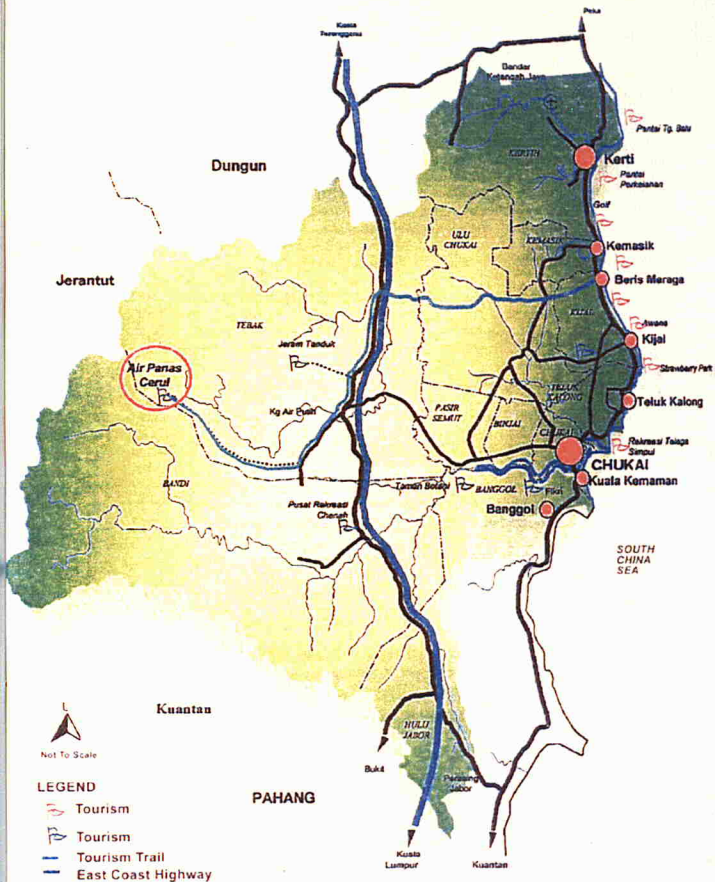 Kuala
Terengganu
Paka
Bandar
Ketengah Jaya
Pantai Tg. Batu
KERTIH
Kerti
Dungun
Pantai
Perkelahan
Golf
ULU
CHUKAI
KEMASIK
Kemasik
Jerantut
Beris Meraga
KIJAL
TEBAK
Awana
Jeram Tanduk
Kijal
Air Panas
Cerul
Strawberry Park
TELUK
KALONG
Teluk Kalong
Kg Air Putih
PASIR
SEMUT
BINJAI
CHUKAI
Rekreasi Telaga
Simpul
CHUKAI
BANDI
Taman Botani
BANGGOL
Fikri
Kuala Kemaman
Pusat Rekreasi
Cheneh
Banggol
SOUTH
CHINA
SEA
Kuantan
L
Not To Scale
HULU
JABOR
Bukit
LEGEND
Tourism
Tourism
Tourism Trail
East Coast Highway
PAHANG
Jabor
Kuala
Lumpur
Kuantan